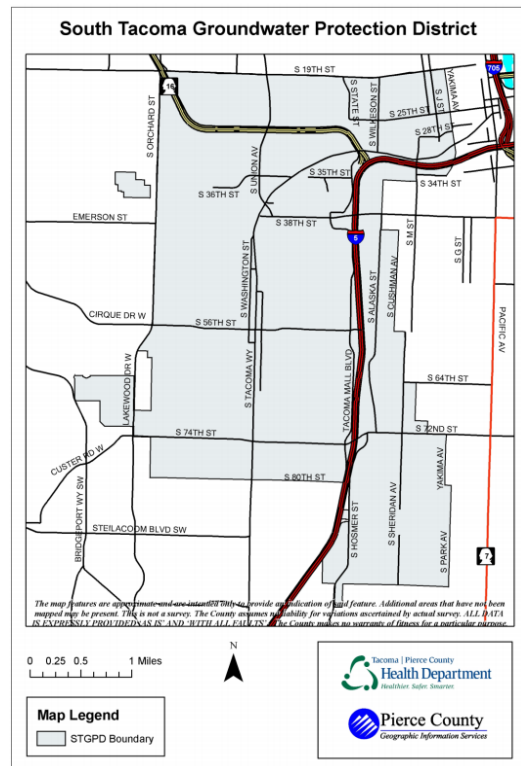 South Tacoma Groundwater Protection District
S 19TH ST
705
16
S ORCHARD ST
S STATE ST
S WILKESON ST
YAKIMA AV
S J ST
S 25TH ST
S 28TH ST
S UNION AV
S 35TH ST
S 36TH ST
S 34TH ST
EMERSON ST
S 38TH ST
5
S M ST
S G ST
S WASHINGTON ST
S ALASKA ST
S CUSHMAN AV
PACIFIC AV
CIRQUE DR W
S 56TH ST
LAKEWOOD DR W
S TACOMA WY
TACOMA MALL BLVD
S 64TH ST
S 74TH ST
S 72ND ST
CUSTER RD W
YAKIMA AV
S 80TH ST
BRIDGEPORT WY SW
STEILACOOM BLVD SW
S HOSMER ST
S SHERIDAN AV
S PARK AV
7
The map features are approximate and are intended only to provide an indication of said feature. Additional areas that have not been
mapped may be present. This is not a survey. The County assumes no liability for variations ascertained by actual survey. ALL DATA
IS EXPRESSLY PROVIDED 'AS IS' AND 'WITH ALL FAULTS'. The County makes no warranty of fitness for a particular purpose.
N
0 0.25 0.5 1 Miles
Tacoma | Pierce County
Health Department
Healthier. Safer. Smarter.
Map Legend
STGPD Boundary
Pierce County
Geographic Information Services